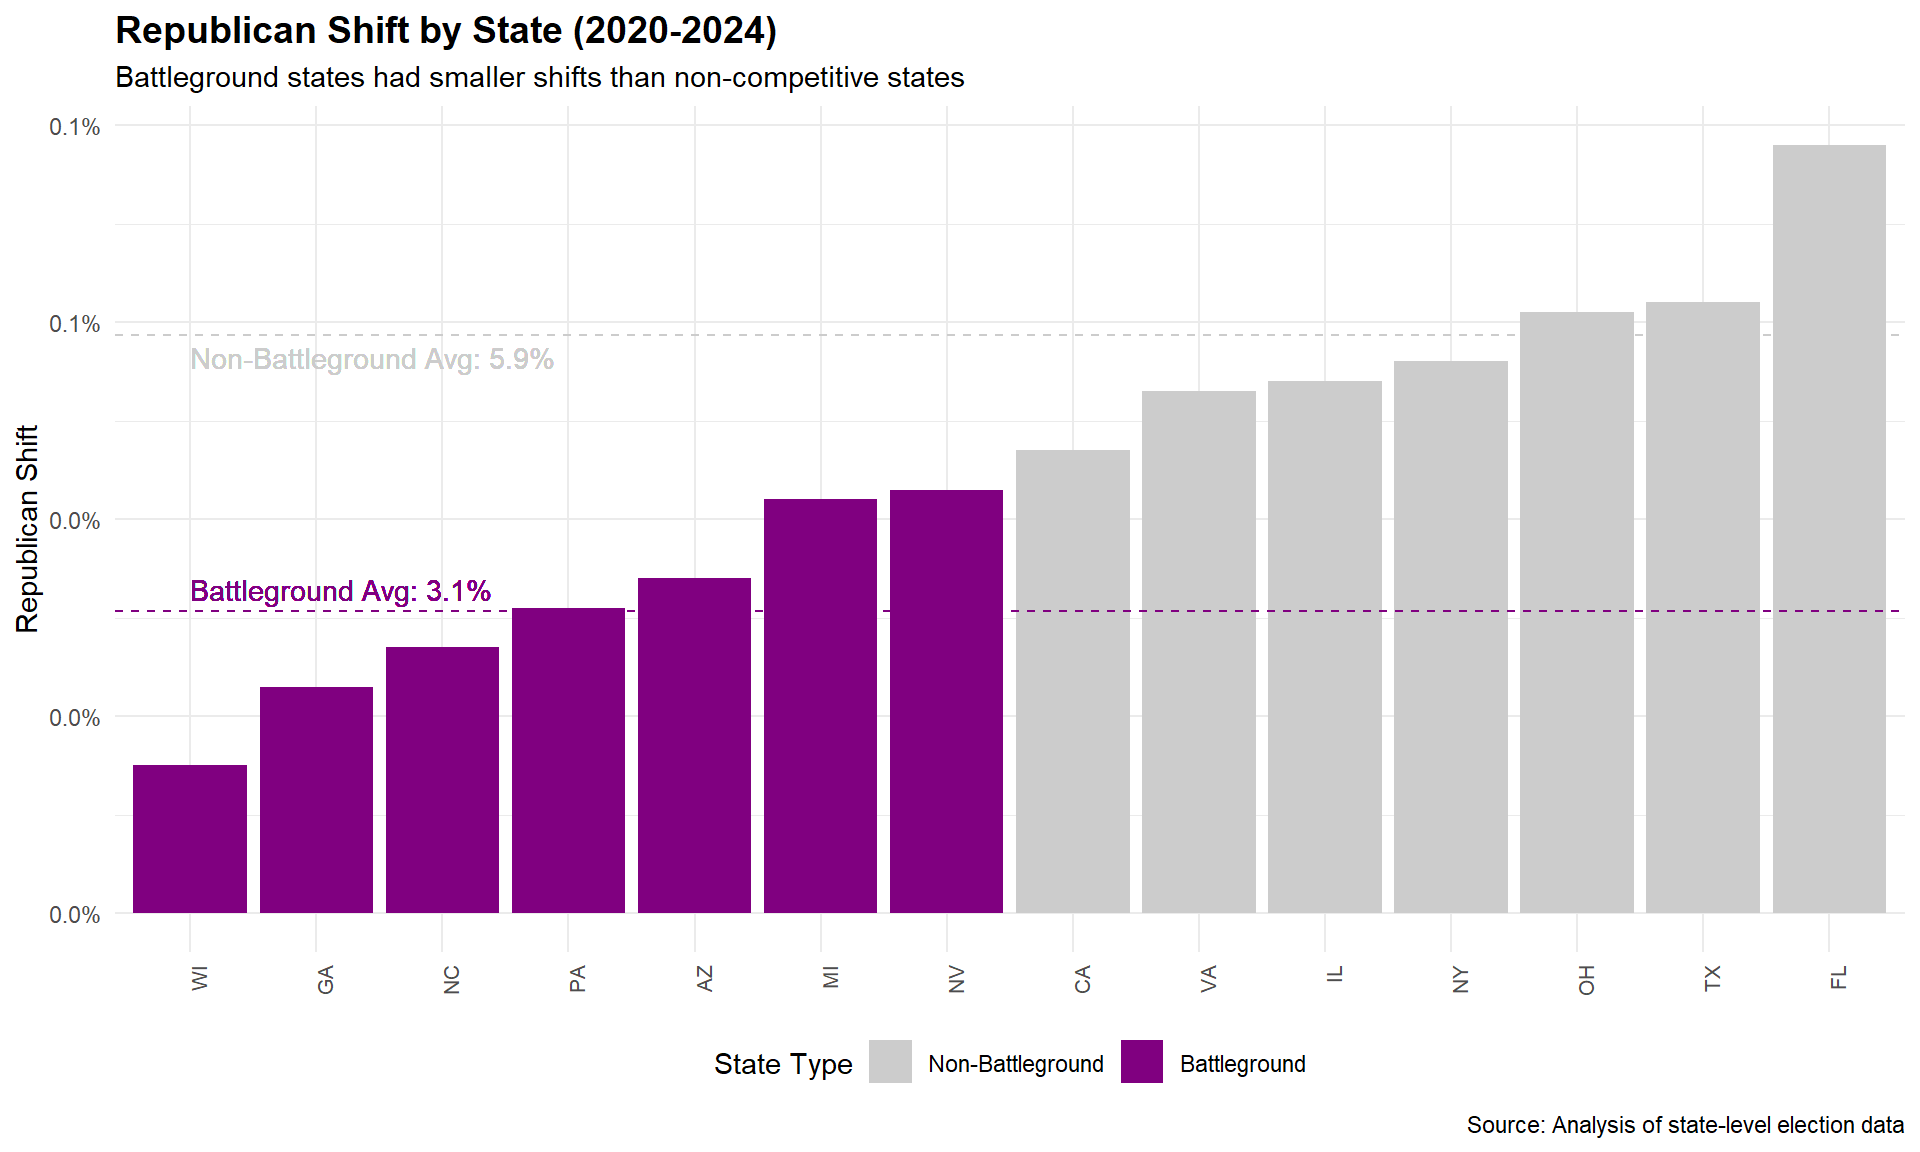 Republican Shift by State (2020-2024)
Battleground states had smaller shifts than non-competitive states
0.1%
0.1%
Non-Battleground Avg: 5.9%
Republican Shift
0.0%
Battleground Avg: 3.1%
0.0%
0.0%
WI
GA
NC
PA
AZ
MI
NV
CA
VA
IL
NY
OH
TX
FL
State Type
Non-Battleground
Battleground
Source: Analysis of state-level election data